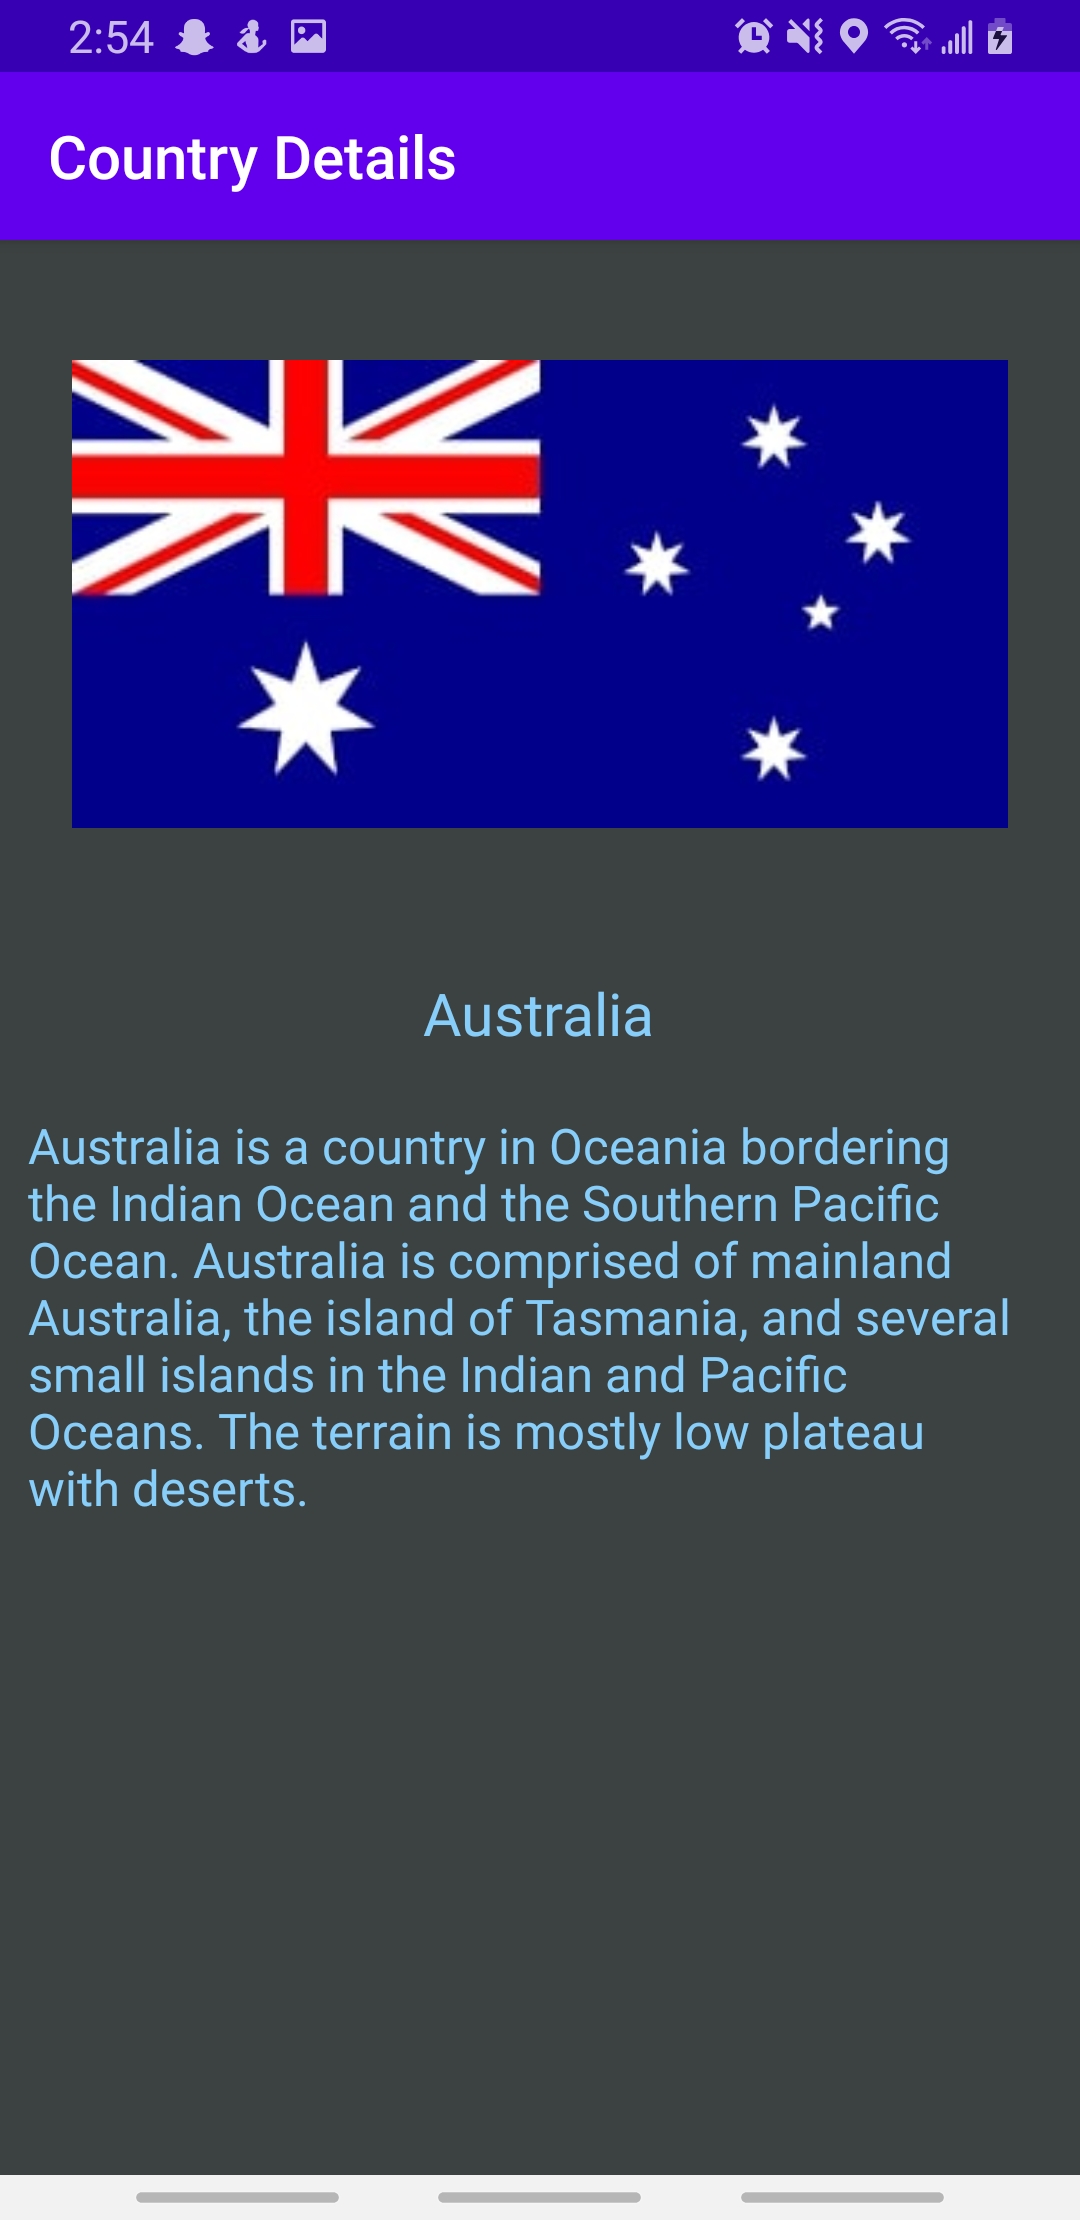 2:54
Country Details
Australia
Australia is a country in Oceania bordering
the Indian Ocean and the Southern Pacific
Ocean. Australia is comprised of mainland
Australia, the island of Tasmania, and several
small islands in the Indian and Pacific
Oceans. The terrain is mostly low plateau
with deserts.